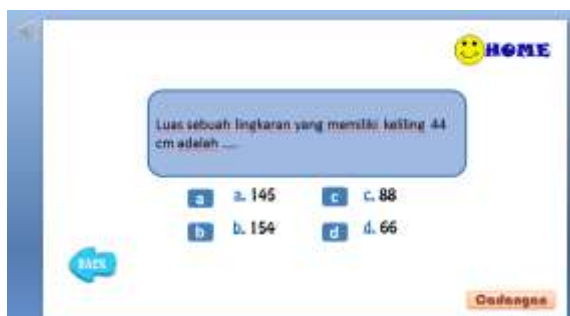 HOME
Luas sebuah lingkaran yang memiliki keliling 44
cm adalah ....
a a. 145 c c. 88
b b. 154 d d. 66
BACK
Cadangan